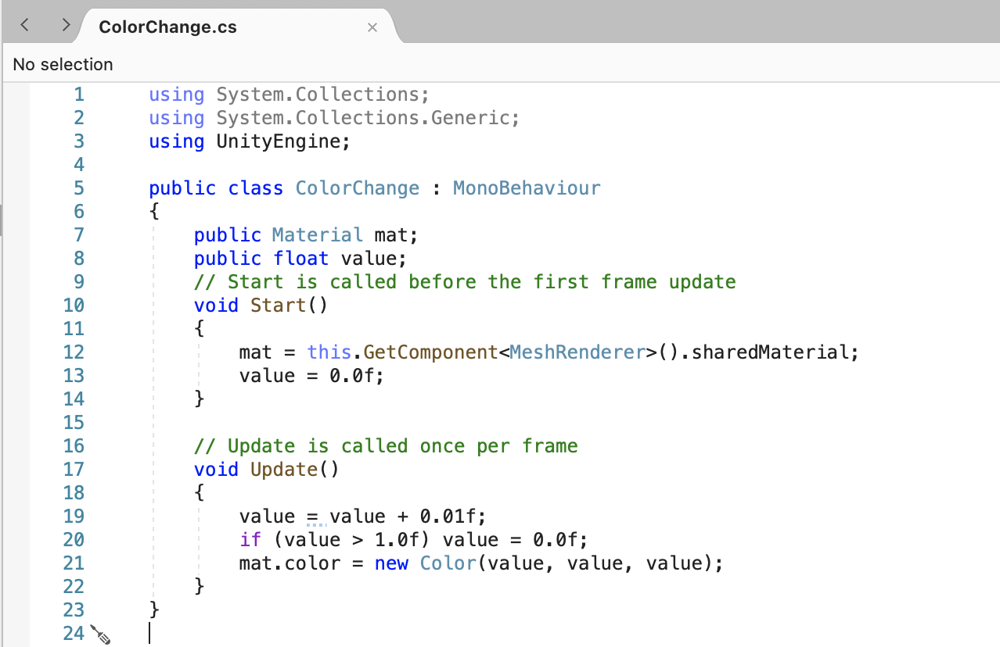 ColorChange.cs
No selection
1 using System.Collections;
2 using System.Collections.Generic;
3 using UnityEngine;
4
5 public class ColorChange : MonoBehaviour
6 {
7 public Material mat;
8 public float value;
9 // Start is called before the first frame update
10 void Start()
11 {
12 mat = this.GetComponent<MeshRenderer>().sharedMaterial;
13 value = 0.0f;
14 }
15
16 // Update is called once per frame
17 void Update()
18 {
19 value = value + 0.01f;
20 if (value > 1.0f) value = 0.0f;
21 mat.color = new Color(value, value, value);
22 }
23 }
24